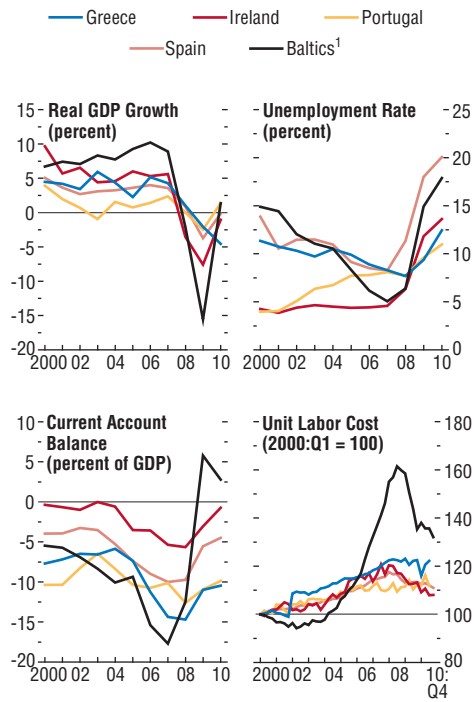 Greece Ireland Portugal
Spain Baltics¹
Real GDP Growth
(percent)
15
10
5
0
-5
-10
-15
-20
2000 02 04 06 08 10
Unemployment Rate
(percent)
25
20
15
10
5
0
2000 02 04 06 08 10
Current Account
Balance
(percent of GDP)
10
5
0
-5
-10
-15
-20
2000 02 04 06 08 10
Unit Labor Cost
(2000:Q1 = 100)
180
160
140
120
100
80
2000 02 04 06 08 10:
Q4